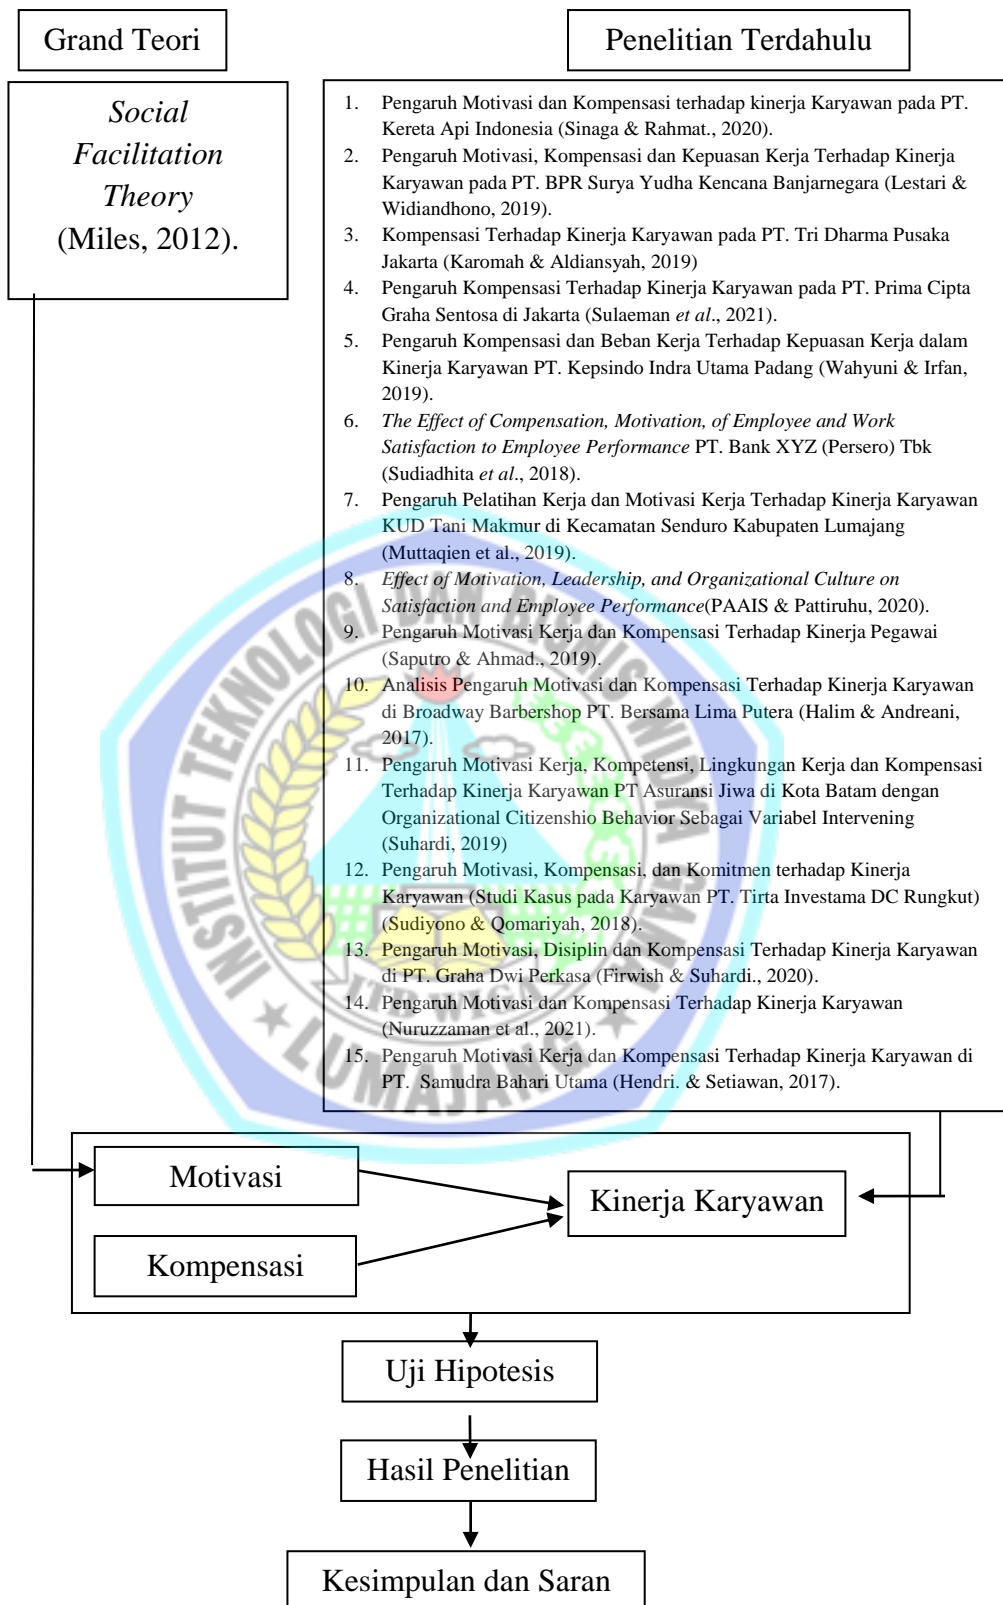 Grand Teori
Penelitian Terdahulu
Social
Facilitation
Theory
(Miles, 2012).
1. Pengaruh Motivasi dan Kompensasi terhadap kinerja Karyawan pada PT.
Kereta Api Indonesia (Sinaga & Rahmat., 2020).
2. Pengaruh Motivasi, Kompensasi dan Kepuasan Kerja Terhadap Kinerja
Karyawan pada PT. BPR Surya Yudha Kencana Banjarnegara (Lestari &
Widiandhono, 2019).
3. Kompensasi Terhadap Kinerja Karyawan pada PT. Tri Dharma Pusaka
Jakarta (Karomah & Aldiansyah, 2019)
4. Pengaruh Kompensasi Terhadap Kinerja Karyawan pada PT. Prima Cipta
Graha Sentosa di Jakarta (Sulaeman et al., 2021).
5. Pengaruh Kompensasi dan Beban Kerja Terhadap Kepuasan Kerja dalam
Kinerja Karyawan PT. Kepsindo Indra Utama Padang (Wahyuni & Irfan,
2019).
6. The Effect of Compensation, Motivation, of Employee and Work
Satisfaction to Employee Performance PT. Bank XYZ (Persero) Tbk
(Sudiadhita et al., 2018).
7. Pengaruh Pelatihan Kerja dan Motivasi Kerja Terhadap Kinerja Karyawan
KUD Tani Makmur di Kecamatan Senduro Kabupaten Lumajang
(Muttaqien et al., 2019).
8. Effect of Motivation, Leadership, and Organizational Culture on
Satisfaction and Employee Performance(PAAIS & Pattiruhu, 2020).
9. Pengaruh Motivasi Kerja dan Kompensasi Terhadap Kinerja Pegawai
(Saputro & Ahmad., 2019).
10. Analisis Pengaruh Motivasi dan Kompensasi Terhadap Kinerja Karyawan
di Broadway Barbershop PT. Bersama Lima Putera (Halim & Andreani,
2017).
11. Pengaruh Motivasi Kerja, Kompetensi, Lingkungan Kerja dan Kompensasi
Terhadap Kinerja Karyawan PT Asuransi Jiwa di Kota Batam dengan
Organizational Citizenshio Behavior Sebagai Variabel Intervening
(Suhardi, 2019)
12. Pengaruh Motivasi, Kompensasi, dan Komitmen terhadap Kinerja
Karyawan (Studi Kasus pada Karyawan PT. Tirta Investama DC Rungkut)
(Sudiyono & Qomariyah, 2018).
13. Pengaruh Motivasi, Disiplin dan Kompensasi Terhadap Kinerja Karyawan
di PT. Graha Dwi Perkasa (Firwish & Suhardi., 2020).
14. Pengaruh Motivasi dan Kompensasi Terhadap Kinerja Karyawan
(Nuruzzaman et al., 2021).
15. Pengaruh Motivasi Kerja dan Kompensasi Terhadap Kinerja Karyawan di
PT. Samudra Bahari Utama (Hendri. & Setiawan, 2017).
INSTITUT TEKNOLOGI DAN BISNIS WIDYA GAMA
ITB WIGA
LUMAJANG
Motivasi
Kinerja Karyawan
Kompensasi
Uji Hipotesis
Hasil Penelitian
Kesimpulan dan Saran